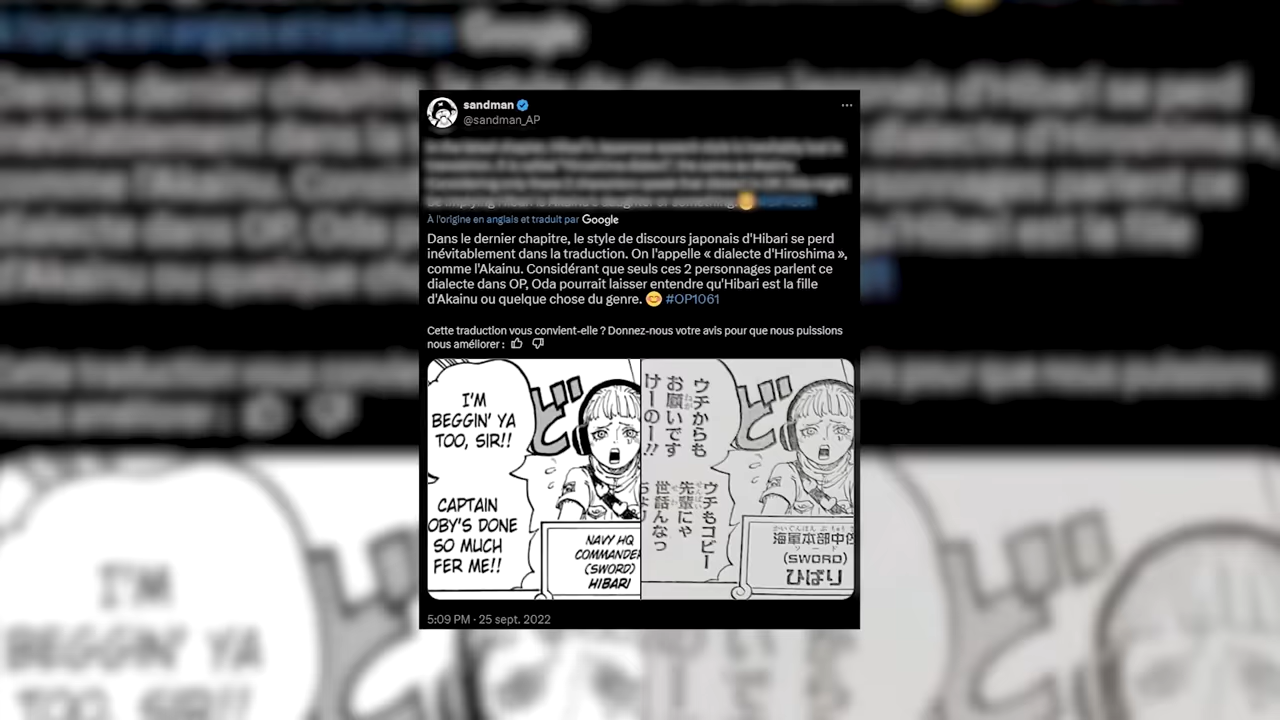 sandman
@sandman_AP
À l'origine en anglais et traduit par Google
Dans le dernier chapitre, le style de discours japonais d'Hibari se perd
inévitablement dans la traduction. On l'appelle « dialecte d'Hiroshima »,
comme l'Akainu. Considérant que seuls ces 2 personnages parlent ce
dialecte dans OP, Oda pourrait laisser entendre qu'Hibari est la fille
d'Akainu ou quelque chose du genre. 😊 #OP1061
Cette traduction vous convient-elle ? Donnez-nous votre avis pour que nous puissions
nous améliorer :
I'M
BEGGIN' YA
TOO, SIR!!
CAPTAIN
OBY'S DONE
SO MUCH
FER ME!!
ど
NAVY HQ
COMMANDER
(SWORD)
HIBARI
ウチからも
お願いです
けーのー!!
ウチもコビー
先輩にゃ
世話んなっ
ど
海軍本部中佐
(SWORD)
ひばり
5:09 PM · 25 sept. 2022